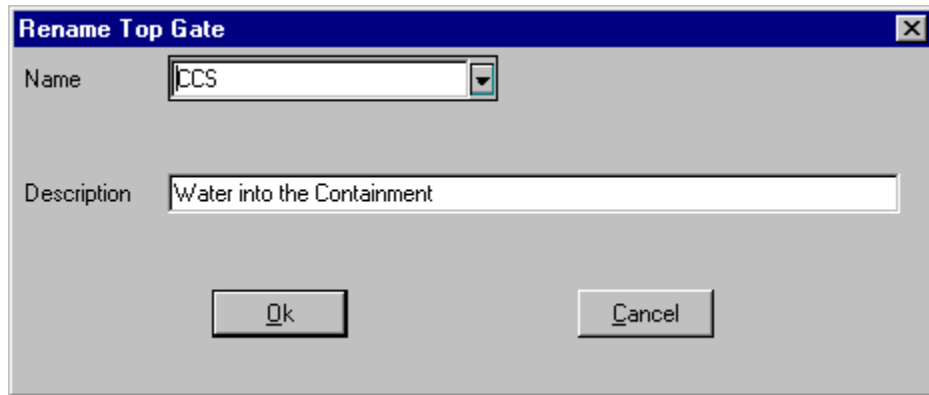 Rename Top Gate
Name CCS
Description Water into the Containment
Ok Cancel